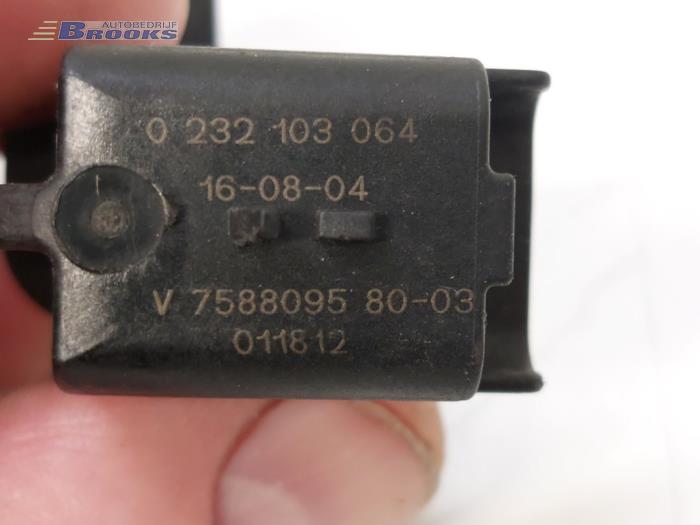 AUTOBEDRIJF
BROOKS
0 232 103 064
16-08-04
V 7588095 80-03
011812